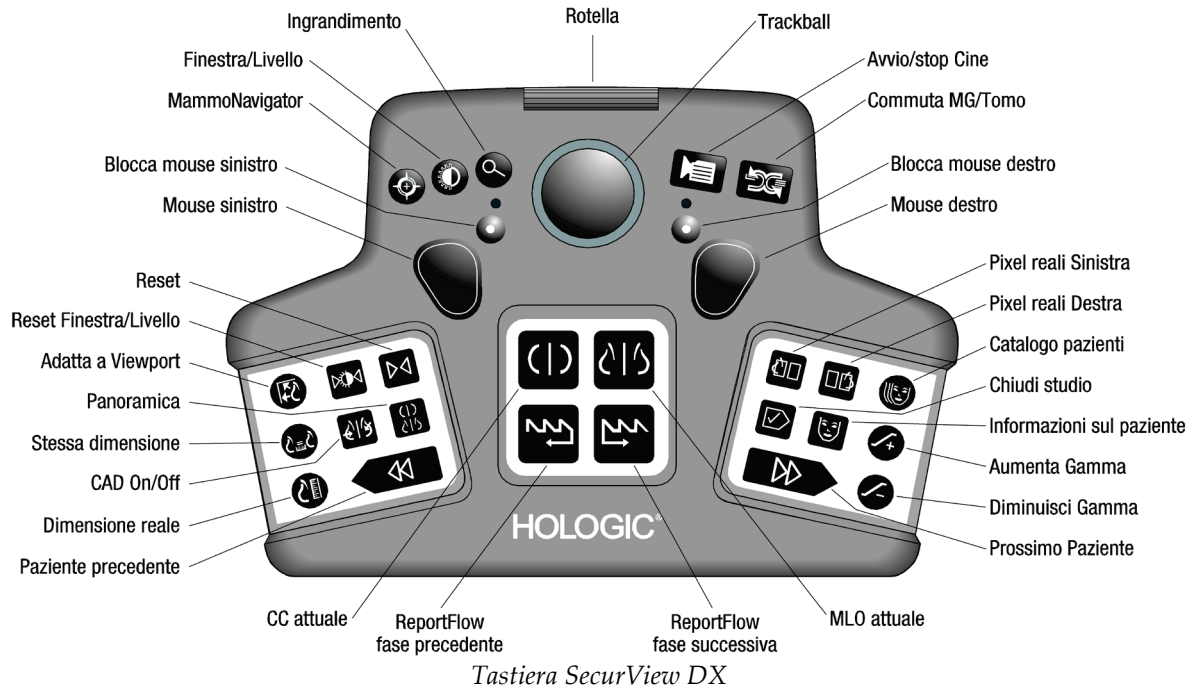 Ingrandimento
Rotella
Trackball
Finestra/Livello
Avvio/stop Cine
MammoNavigator
Commuta MG/Tomo
Blocca mouse sinistro
Blocca mouse destro
Mouse sinistro
Mouse destro
Reset
Pixel reali Sinistra
Reset Finestra/Livello
Pixel reali Destra
Adatta a Viewport
Catalogo pazienti
Panoramica
Chiudi studio
Stessa dimensione
Informazioni sul paziente
CAD On/Off
Aumenta Gamma
Dimensione reale
Diminuisci Gamma
HOLOGIC®
Paziente precedente
Prossimo Paziente
CC attuale
ReportFlow
fase precedente
ReportFlow
fase successiva
MLO attuale
Tastiera SecurView DX